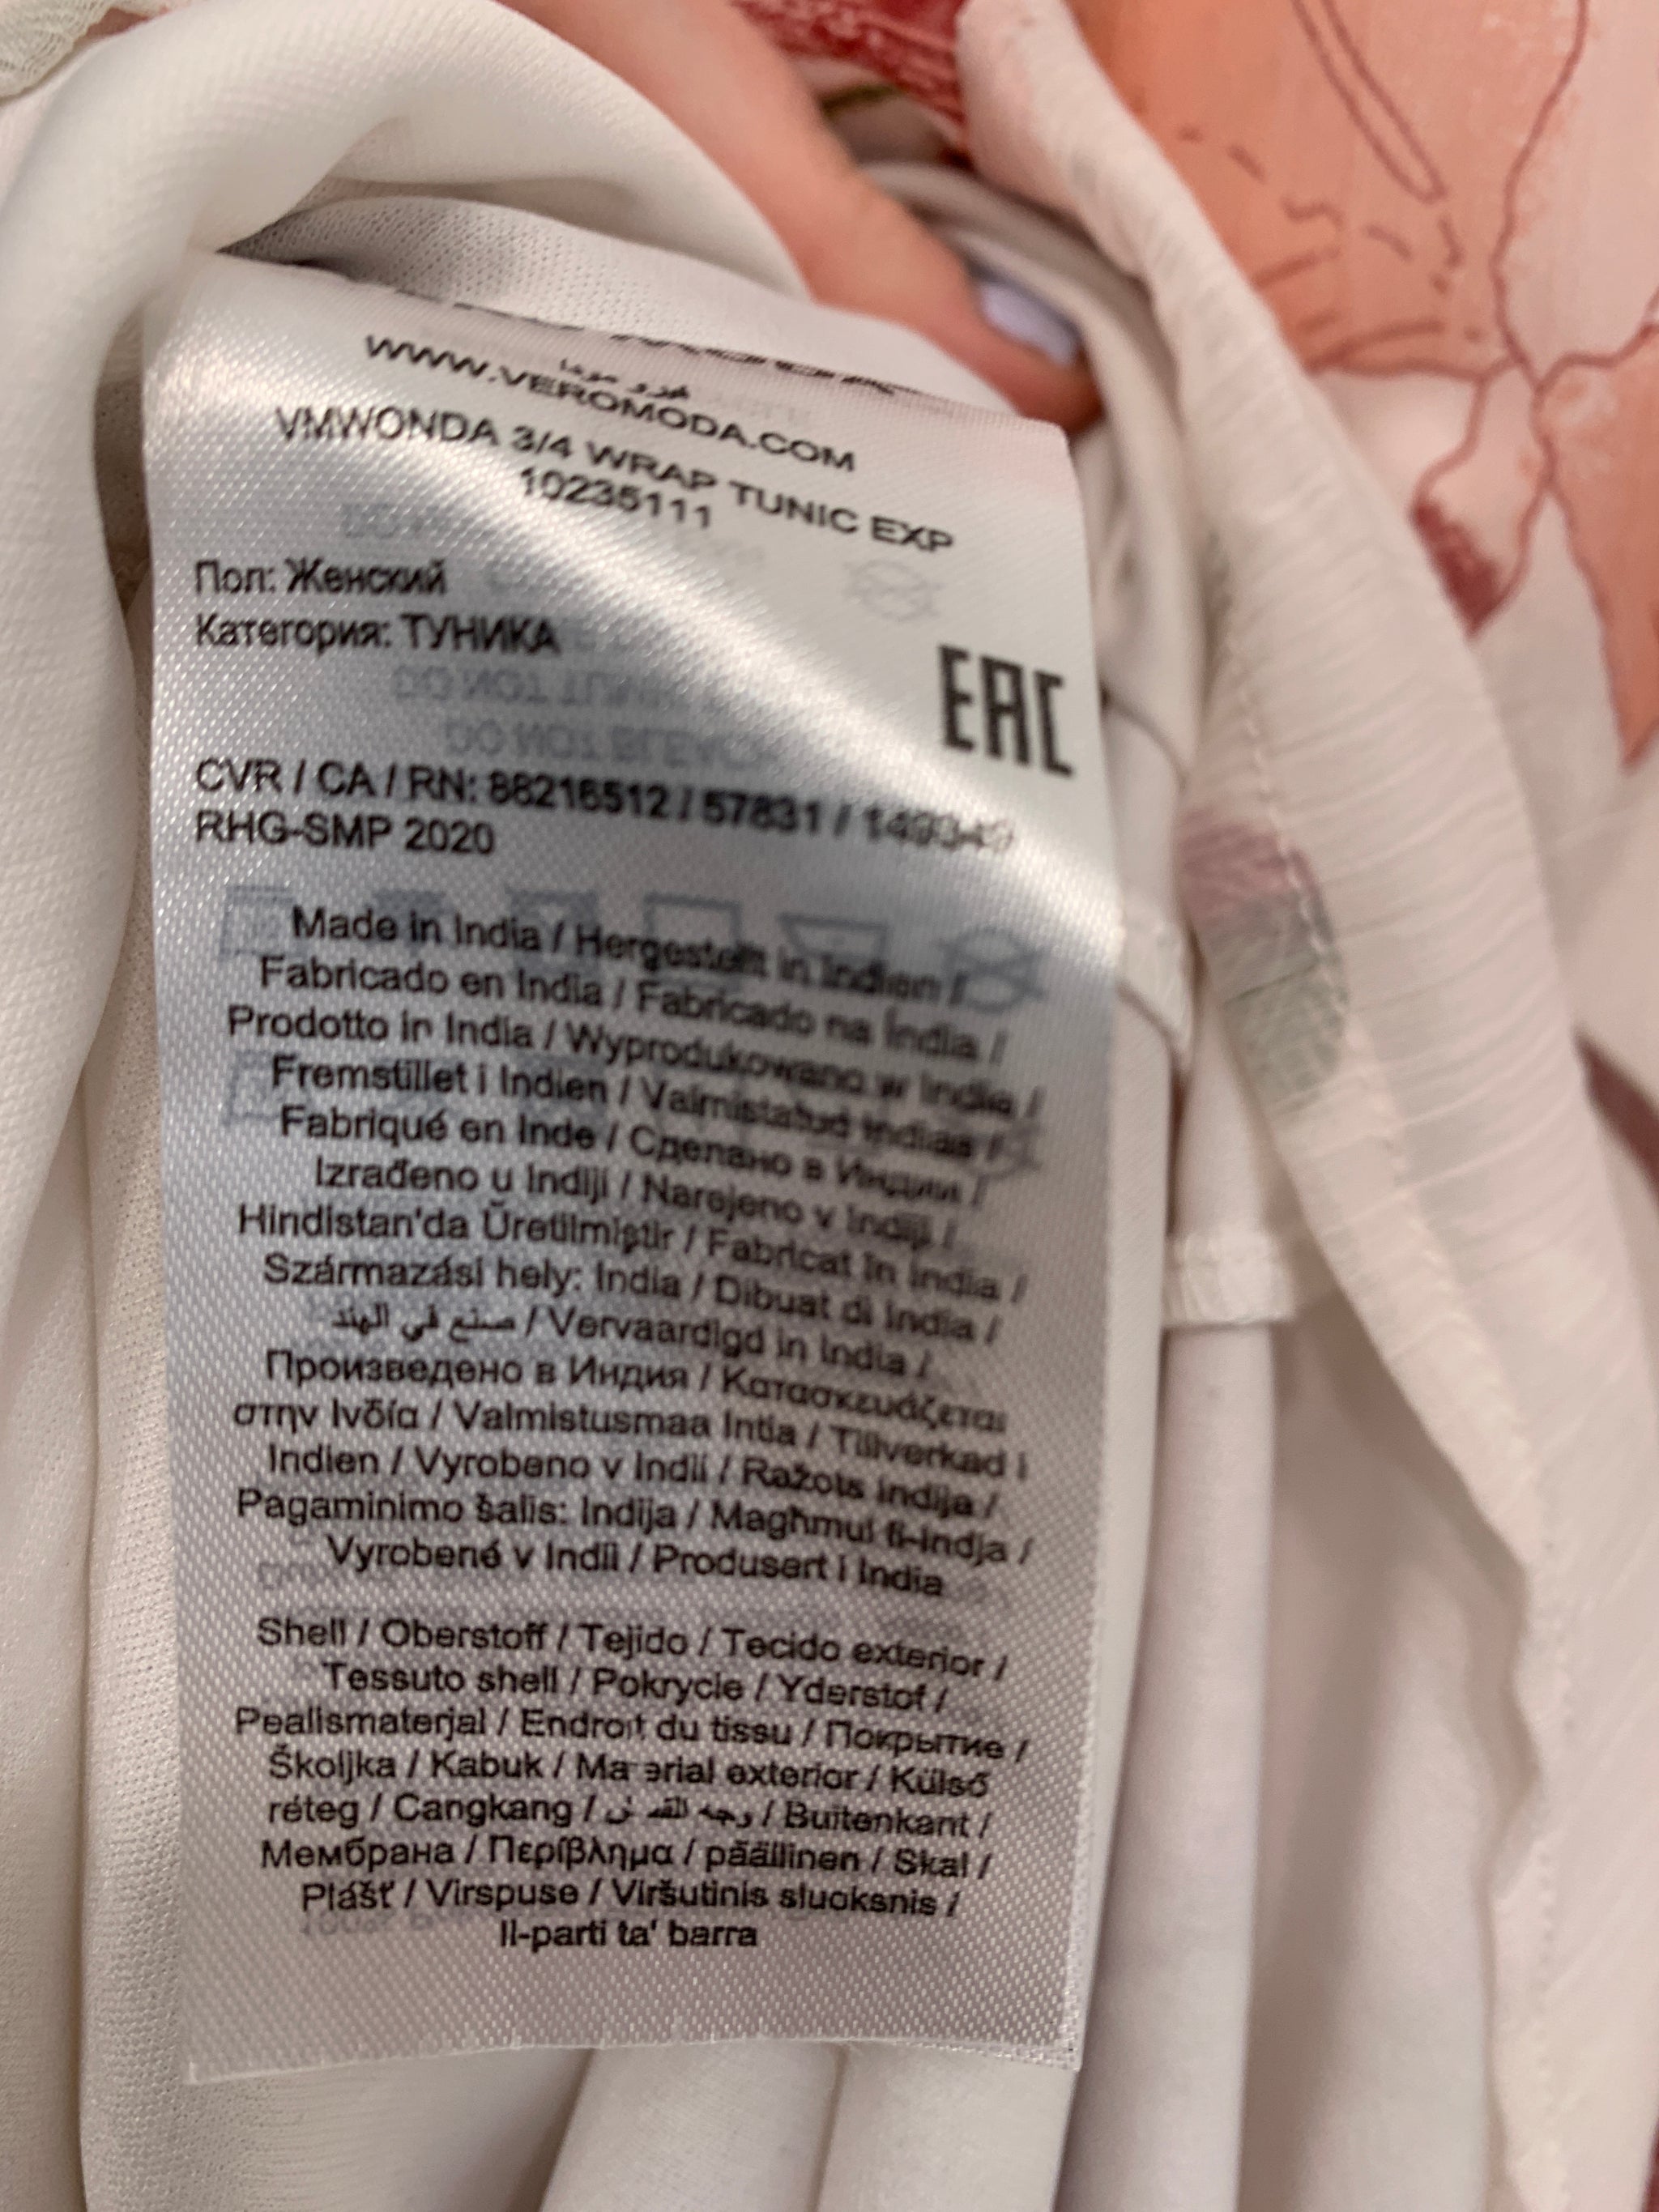 فيرو مودا
WWW.VEROMODA.COM
VMWONDA 3/4 WRAP TUNIC EXP
10235111
Пол: Женский
Категория: ТУНИКА
EAC
CVR / CA / RN: 88216512 / 57831 / 149949
RHG-SMP 2020
Made in India / Hergestellt in Indien /
Fabricado en India / Fabricado na Índia /
Prodotto in India / Wyprodukowano w India /
Fremstillet i Indien / Valmistatud Indias /
Fabriqué en Inde / Сделано в Индии /
Izrađeno u Indiji / Narejeno v Indiji /
Hindistan'da Üretilmiştir / Fabricat în India /
Származási hely: India / Dibuat di India /
صنع في الهند / Vervaardigd in India /
Произведено в Индия / Κατασκευάζεται
στην Ινδία / Valmistusmaa Intia / Tillverkad i
Indien / Vyrobeno v Indii / Ražots Indija /
Pagaminimo šalis: Indija / Magħmul fl-Indja /
Vyrobené v Indii / Produsert i India
Shell / Oberstoff / Tejido / Tecido exterior /
Tessuto shell / Pokrycie / Yderstof /
Pealismaterjal / Endroit du tissu / Покрытие /
Školjka / Kabuk / Material exterior / Külső
réteg / Cangkang / وجه / Buitenkant /
Мембрана / Περίβλημα / päällinen / Skal /
Plášť / Virspuse / Viršutinis sluoksnis /
Il-parti ta' barra